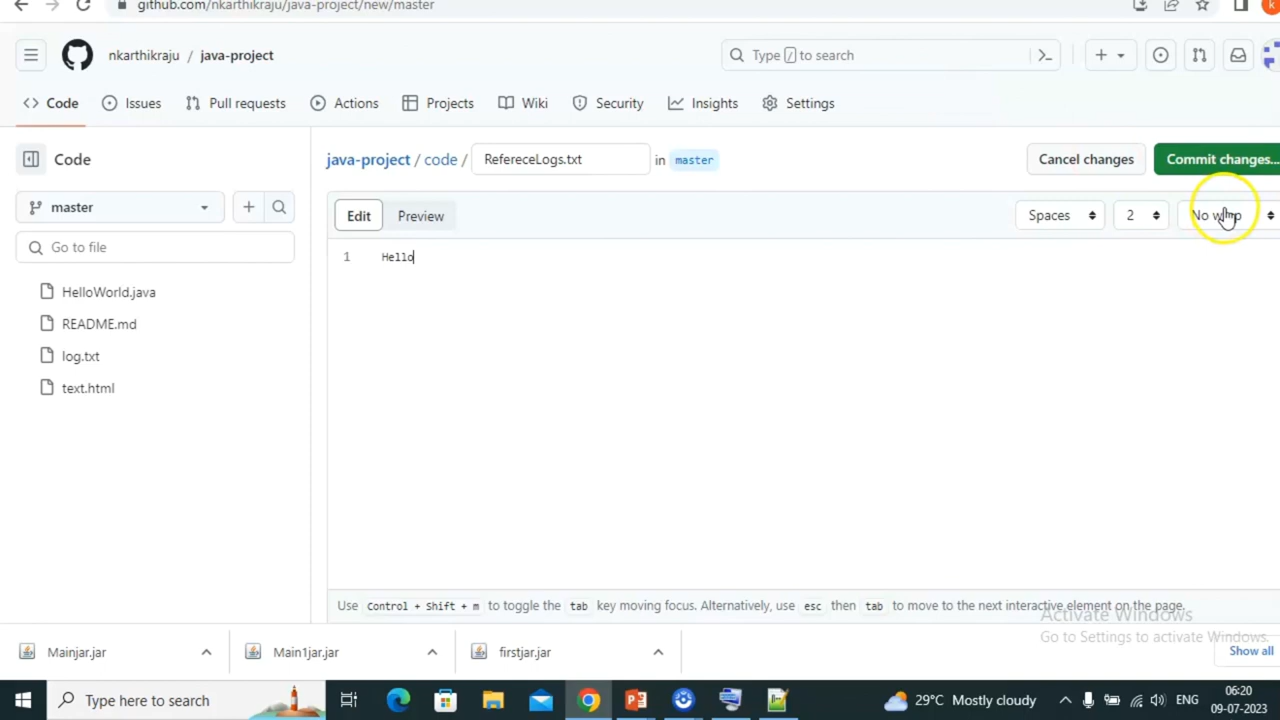 github.com/nkarthikraju/java-project/new/master
k
nkarthikraju / java-project
Type / to search
Code Issues Pull requests Actions Projects Wiki Security Insights Settings
Code
java-project / code / RefereceLogs.txt in master
Cancel changes
Commit changes...
master
Edit Preview
Spaces 2 No wrap
Go to file
1 Hello
HelloWorld.java
README.md
log.txt
text.html
Use Control + Shift + m to toggle the tab key moving focus. Alternatively, use esc then tab to move to the next interactive element on the page.
Activate Windows
Go to Settings to activate Windows.
Mainjar.jar
Main1jar.jar
firstjar.jar
Show all
Type here to search
29°C Mostly cloudy
ENG
06:20
09-07-2023